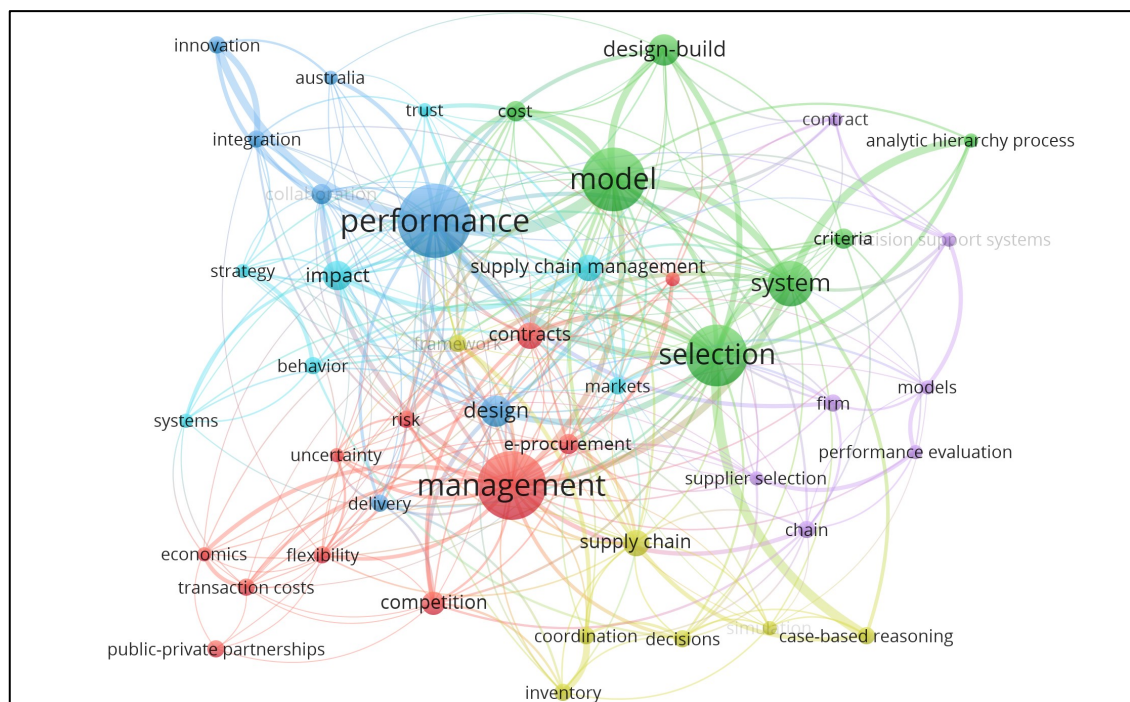 innovation
design-build
australia
trust
cost
contract
integration
analytic hierarchy process
model
collaboration
performance
criteria
decision support systems
supply chain management
strategy
impact
system
contracts
framework
selection
behavior
markets
models
firm
design
systems
risk
e-procurement
uncertainty
performance evaluation
management
supplier selection
delivery
chain
supply chain
economics
flexibility
transaction costs
competition
simulation
coordination
decisions
case-based reasoning
public-private partnerships
inventory